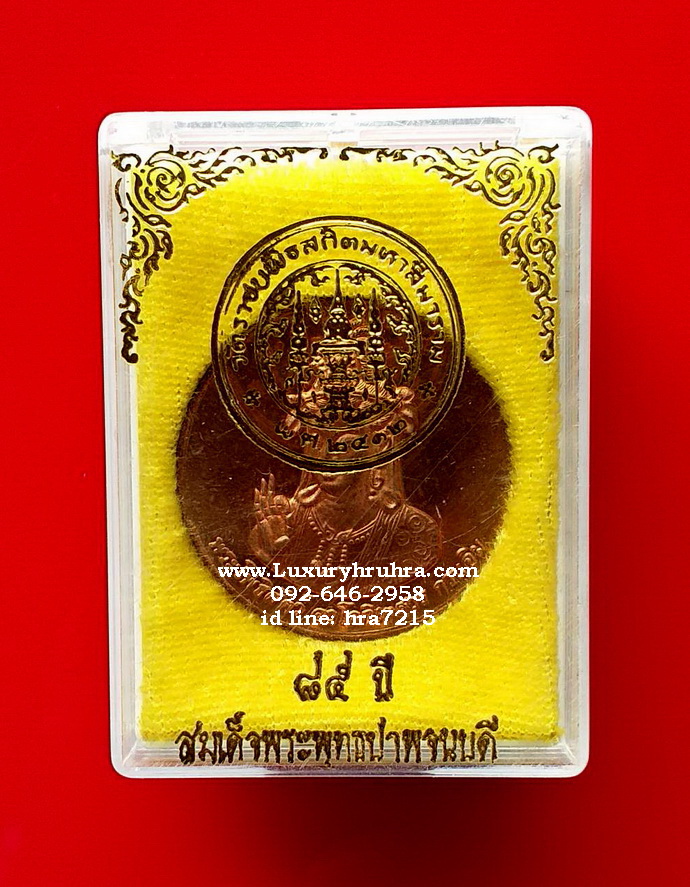 วัดราชบพิธสถิตมหาสีมาราม
พ.ศ. ๒๔๑๒
www.Luxuryhruhra.com
092-646-2958
id line: hra7215
๘๕ ปี
สมเด็จพระพุทธปาพจนบดี